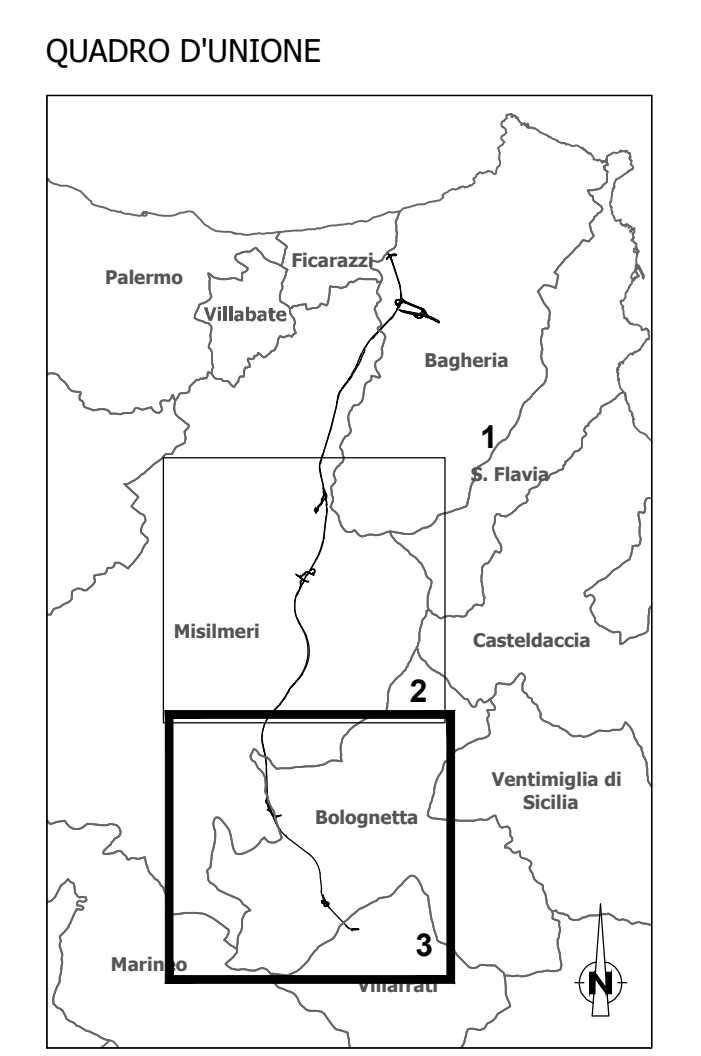 QUADRO D'UNIONE
Ficarazzi
Palermo
Villabate
Bagheria
1
S. Flavia
Misilmeri
Casteldaccia
2
Ventimiglia di
Sicilia
Bolognetta
3
Marineo
Villafrati
N